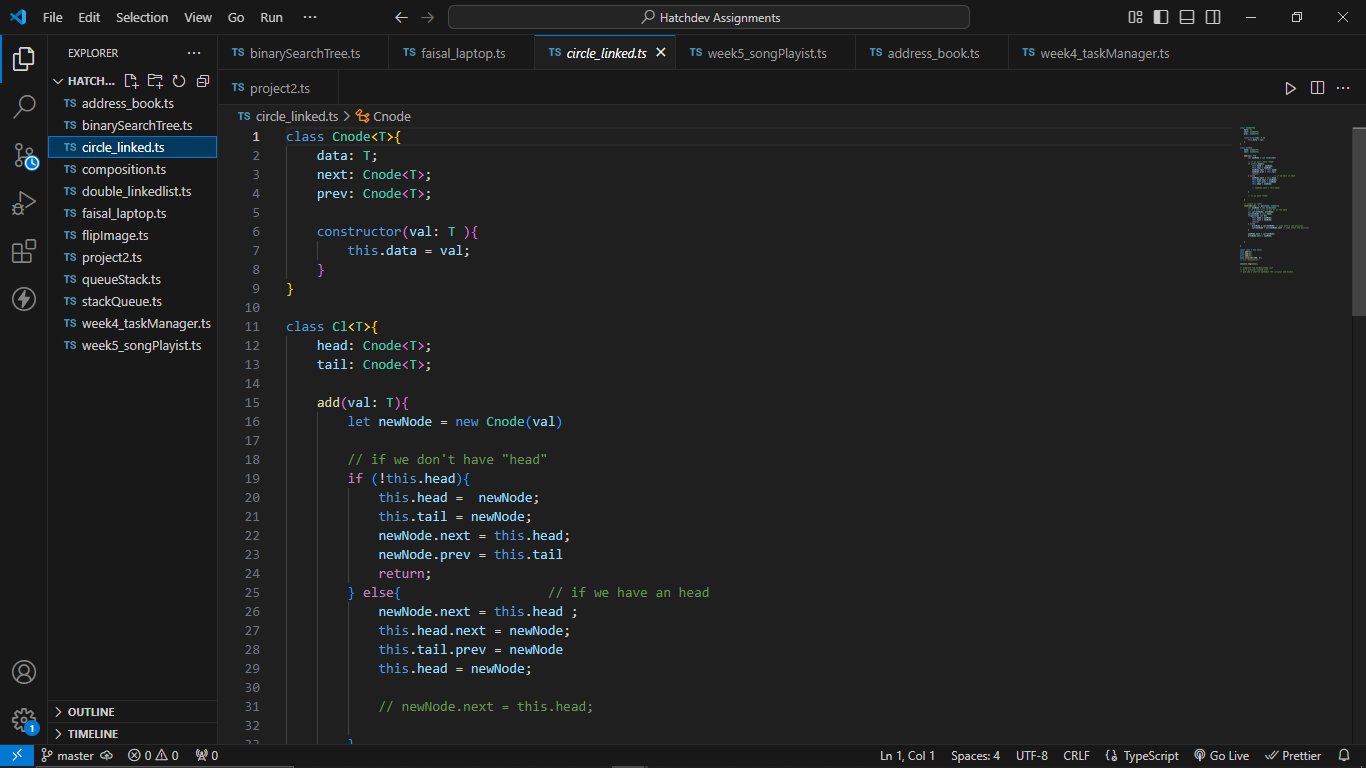 File Edit Selection View Go Run ··· Hatchdev Assignments
EXPLORER ···
HATCH...
TS address_book.ts
TS binarySearchTree.ts
TS circle_linked.ts
TS composition.ts
TS double_linkedlist.ts
TS faisal_laptop.ts
TS flipImage.ts
TS project2.ts
TS queueStack.ts
TS stackQueue.ts
TS week4_taskManager.ts
TS week5_songPlayist.ts
OUTLINE
TIMELINE
TS binarySearchTree.ts TS faisal_laptop.ts TS circle_linked.ts TS week5_songPlayist.ts TS address_book.ts TS week4_taskManager.ts
TS project2.ts
TS circle_linked.ts > Cnode
1 class Cnode<T>{
2 data: T;
3 next: Cnode<T>;
4 prev: Cnode<T>;
5
6 constructor(val: T ){
7 this.data = val;
8 }
9 }
10
11 class Cl<T>{
12 head: Cnode<T>;
13 tail: Cnode<T>;
14
15 add(val: T){
16 let newNode = new Cnode(val)
17
18 // if we don't have "head"
19 if (!this.head){
20 this.head =  newNode;
21 this.tail = newNode;
22 newNode.next = this.head;
23 newNode.prev = this.tail
24 return;
25 } else{ // if we have an head
26 newNode.next = this.head ;
27 this.head.next = newNode;
28 this.tail.prev = newNode
29 this.head = newNode;
30
31 // newNode.next = this.head;
32
33 }
1
master 0 0 0 Ln 1, Col 1 Spaces: 4 UTF-8 CRLF {} TypeScript Go Live Prettier